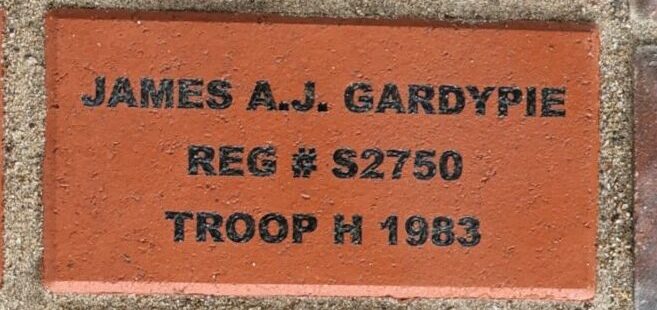 JAMES A.J. GARDYPIE
REG # S2750
TROOP H 1983